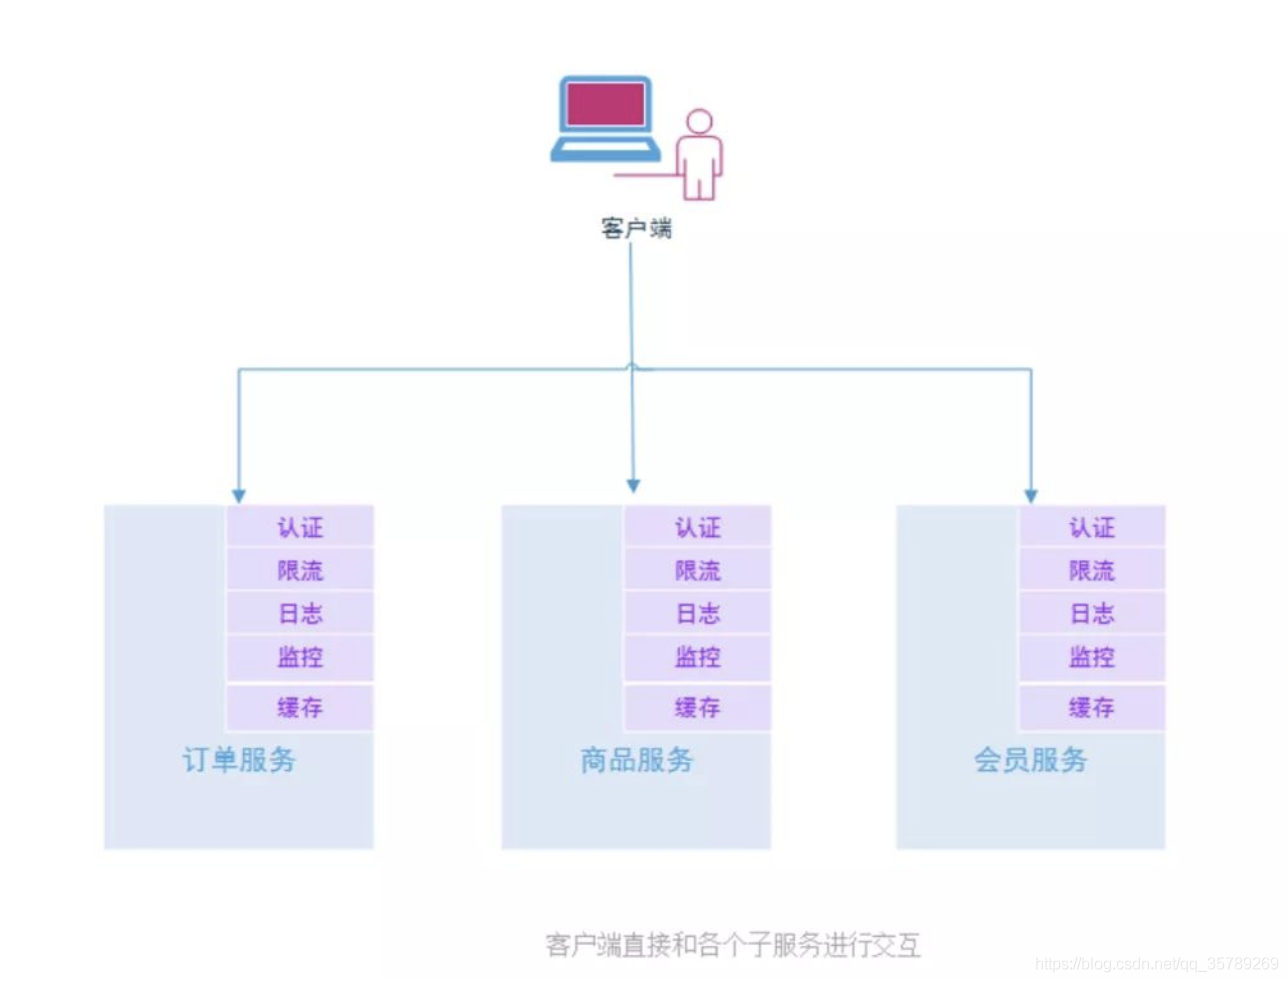 客户端
认证
限流
日志
监控
缓存
订单服务
认证
限流
日志
监控
缓存
商品服务
认证
限流
日志
监控
缓存
会员服务
客户端直接和各个子服务进行交互
https://blog.csdn.net/qq_35789269